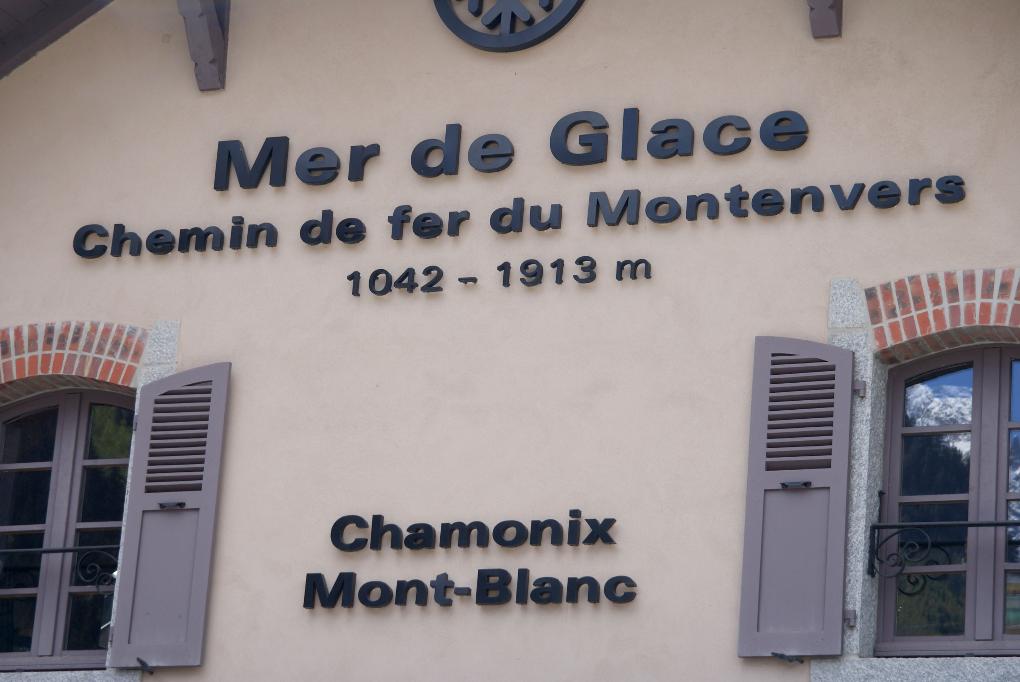 Mer de Glace
Chemin de fer du Montenvers
1042 - 1913 m
Chamonix
Mont-Blanc